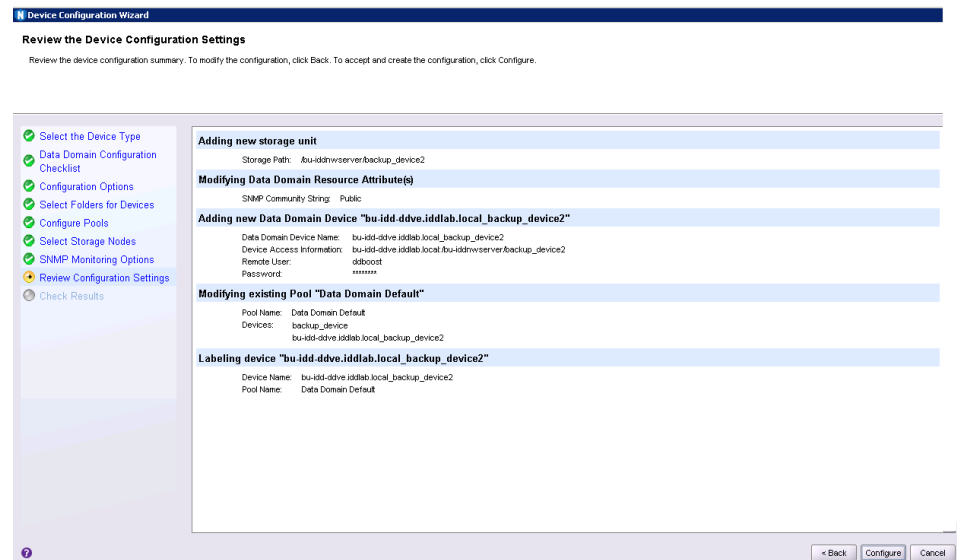 Device Configuration Wizard
Review the Device Configuration Settings
Review the device configuration summary. To modify the configuration, click Back. To accept and create the configuration, click Configure.
Select the Device Type
Data Domain Configuration
Checklist
Configuration Options
Select Folders for Devices
Configure Pools
Select Storage Nodes
SNMP Monitoring Options
Review Configuration Settings
Check Results
Adding new storage unit
Storage Path: /bu-iddnwserver/backup_device2
Modifying Data Domain Resource Attribute(s)
SNMP Community String: Public
Adding new Data Domain Device "bu-idd-ddve.iddlab.local_backup_device2"
Data Domain Device Name: bu-idd-ddve.iddlab.local_backup_device2
Device Access Information: bu-idd-ddve.iddlab.local:/bu-iddnwserver/backup_device2
Remote User: ddboost
Password: ********
Modifying existing Pool "Data Domain Default"
Pool Name: Data Domain Default
Devices: backup_device
bu-idd-ddve.iddlab.local_backup_device2
Labeling device "bu-idd-ddve.iddlab.local_backup_device2"
Device Name: bu-idd-ddve.iddlab.local_backup_device2
Pool Name: Data Domain Default
< Back Configure Cancel